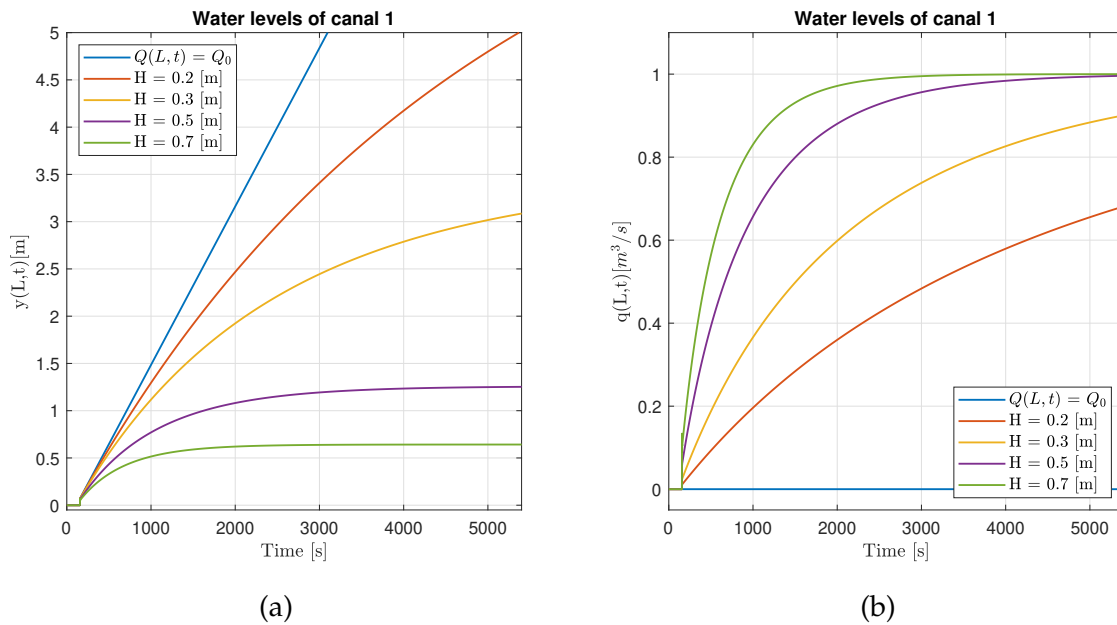 Water levels of canal 1
Q(L, t) = Q₀
H = 0.2 [m]
H = 0.3 [m]
H = 0.5 [m]
H = 0.7 [m]
y(L,t)[m]
5
4.5
4
3.5
3
2.5
2
1.5
1
0.5
0
0 1000 2000 3000 4000 5000
Time [s]
(a)
Water levels of canal 1
q(L,t)[m³/s]
1
0.8
0.6
0.4
0.2
0
Q(L, t) = Q₀
H = 0.2 [m]
H = 0.3 [m]
H = 0.5 [m]
H = 0.7 [m]
0 1000 2000 3000 4000 5000
Time [s]
(b)